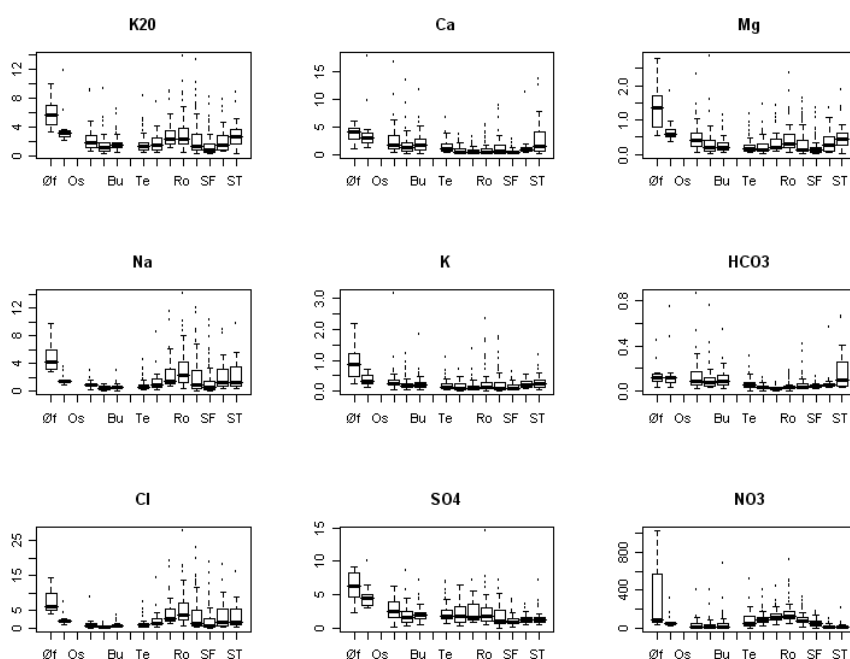 K20 Ca Mg
12
8
4
0
Øf Os Bu Te Ro SF ST
15
10
5
0
Øf Os Bu Te Ro SF ST
2.0
1.0
0.0
Øf Os Bu Te Ro SF ST
Na K HCO3
12
8
4
0
Øf Os Bu Te Ro SF ST
3.0
2.0
1.0
0.0
Øf Os Bu Te Ro SF ST
0.8
0.4
0.0
Øf Os Bu Te Ro SF ST
Cl SO4 NO3
25
15
5
0
Øf Os Bu Te Ro SF ST
15
10
5
0
Øf Os Bu Te Ro SF ST
800
400
0
Øf Os Bu Te Ro SF ST